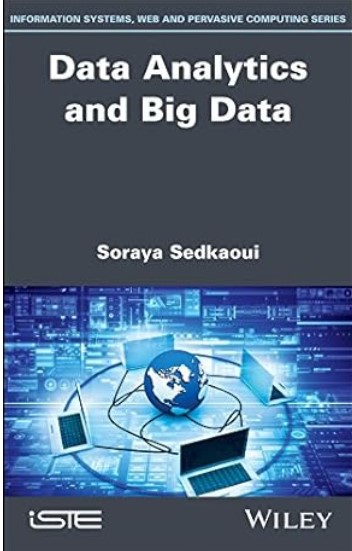 INFORMATION SYSTEMS, WEB AND PERVASIVE COMPUTING SERIES
Data Analytics
and Big Data
Soraya Sedkaoui
iSTE
WILEY